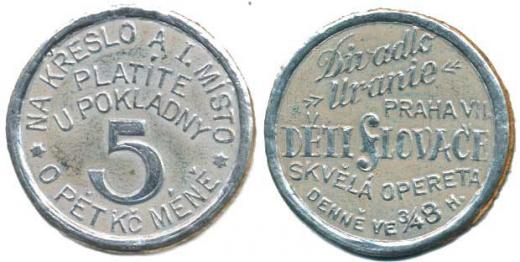 * NA KŘESLO A I. MÍSTO *
PLATÍTE
U POKLADNY
5
O PĚT KČ MÉNĚ
Divadlo
» Uranie «
PRAHA VII.
DĚTI SLOVAČE
SKVĚLÁ OPERETA
DENNĚ VE 3/4 8 H.